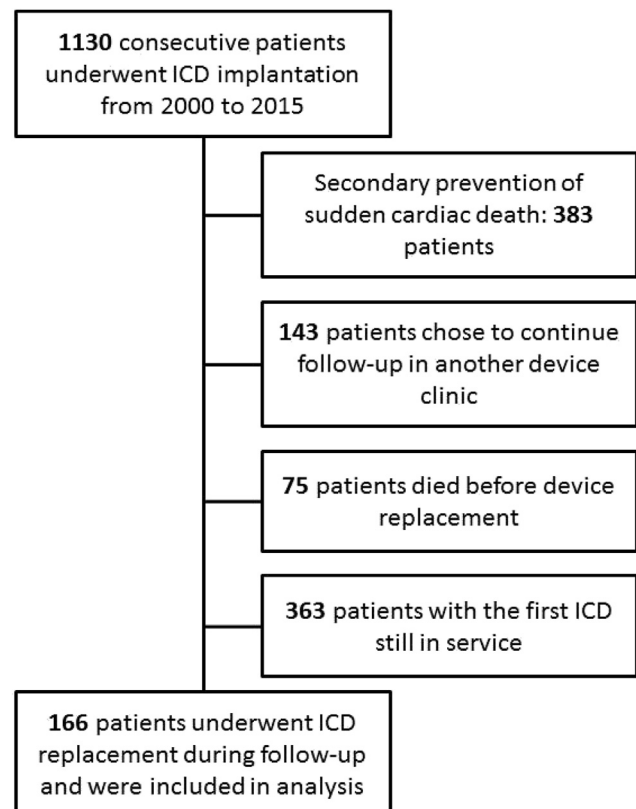 1130 consecutive patients
underwent ICD implantation
from 2000 to 2015
Secondary prevention of
sudden cardiac death: 383
patients
143 patients chose to continue
follow-up in another device
clinic
75 patients died before device
replacement
363 patients with the first ICD
still in service
166 patients underwent ICD
replacement during follow-up
and were included in analysis